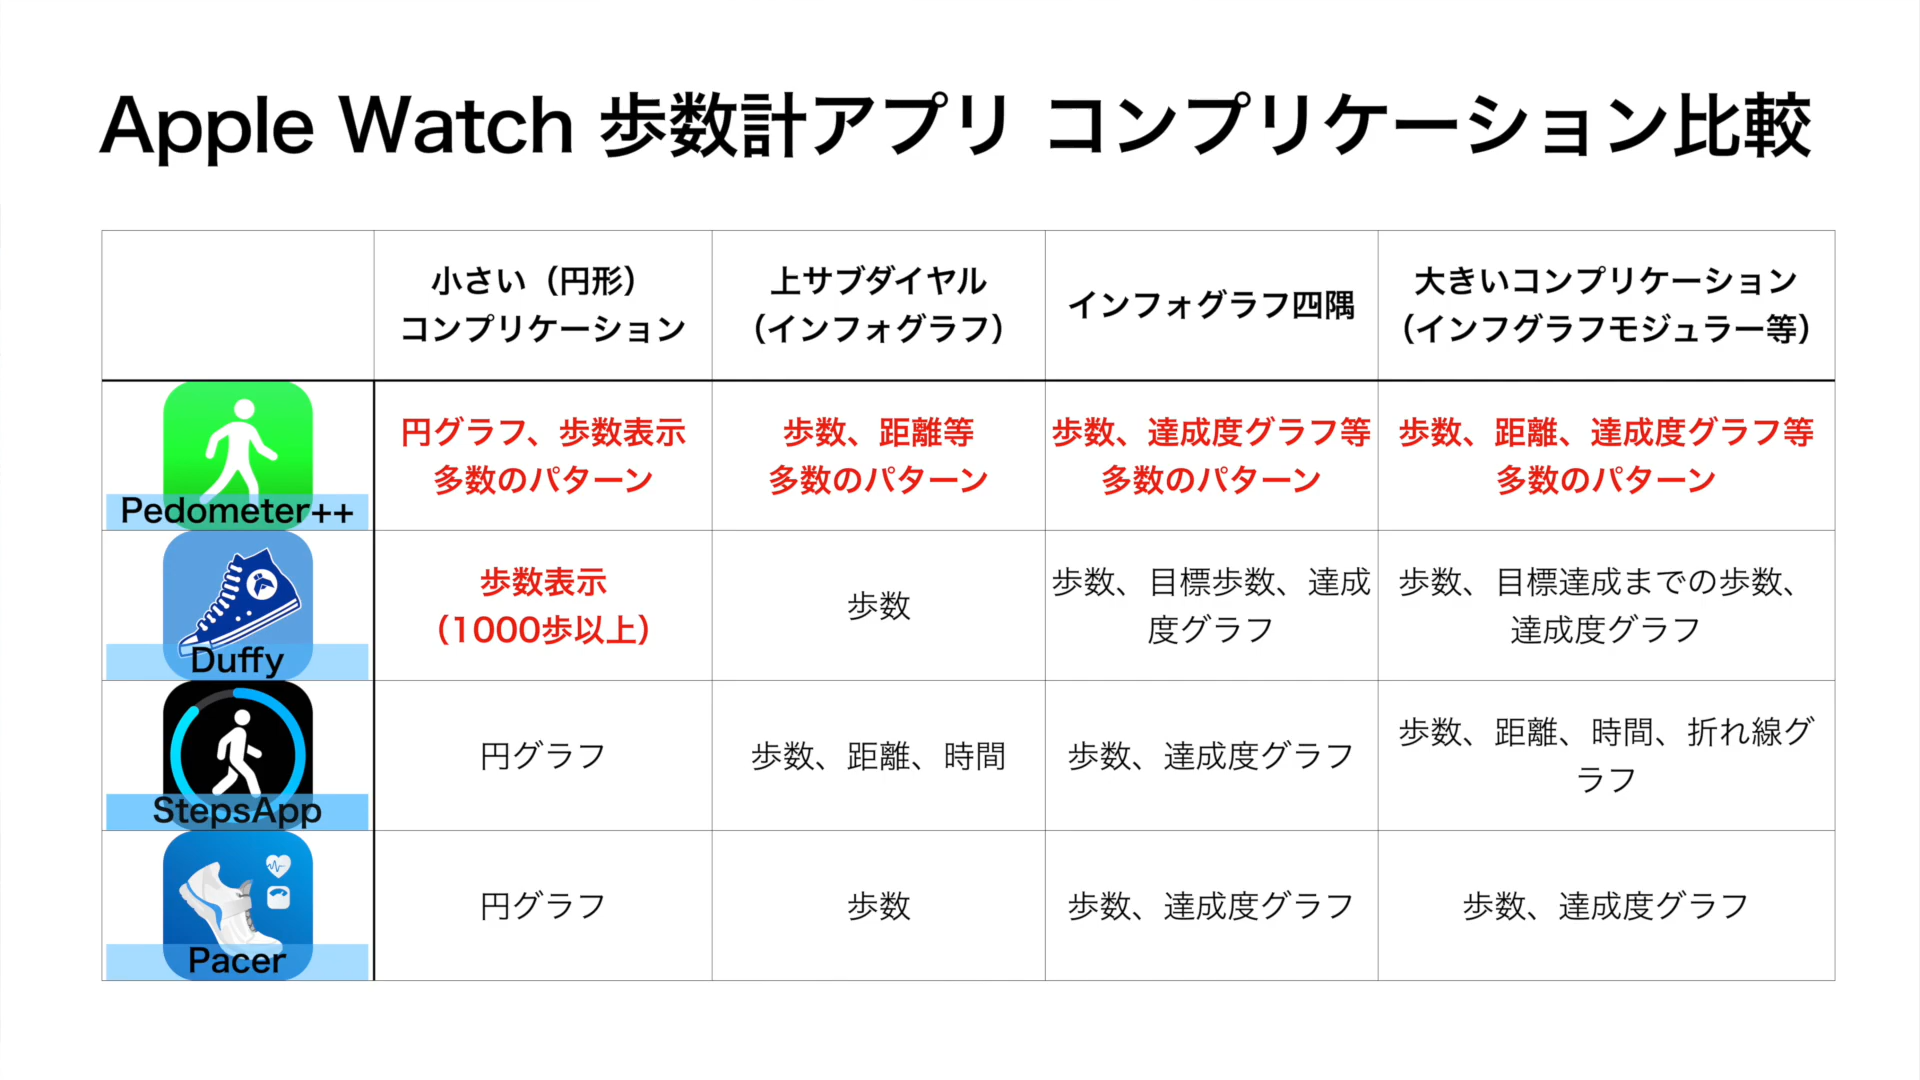 Apple Watch 歩数計アプリ コンプリケーション比較
小さい（円形）
コンプリケーション
上サブダイヤル
（インフォグラフ）
インフォグラフ四隅
大きいコンプリケーション
（インフグラフモジュラー等）
Pedometer++
円グラフ、歩数表示
多数のパターン
歩数、距離等
多数のパターン
歩数、達成度グラフ等
多数のパターン
歩数、距離、達成度グラフ等
多数のパターン
Duffy
歩数表示
（1000歩以上）
歩数
歩数、目標歩数、達成
度グラフ
歩数、目標達成までの歩数、
達成度グラフ
StepsApp
円グラフ
歩数、距離、時間
歩数、達成度グラフ
歩数、距離、時間、折れ線グ
ラフ
Pacer
円グラフ
歩数
歩数、達成度グラフ
歩数、達成度グラフ